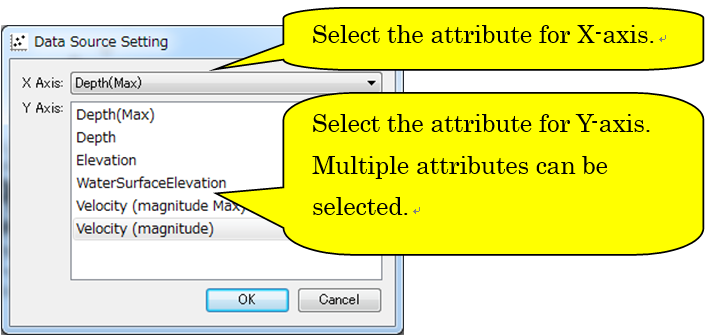 Data Source Setting
Select the attribute for X-axis.
X Axis: Depth(Max)
Y Axis:
Depth(Max)
Depth
Elevation
WaterSurfaceElevation
Velocity (magnitude Max)
Velocity (magnitude)
Select the attribute for Y-axis.
Multiple attributes can be
selected.
OK
Cancel